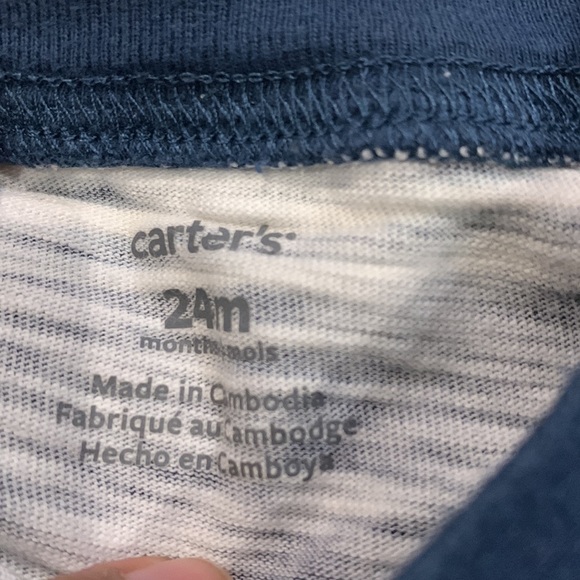 carter's
24m
months-mois
Made in Cambodia
Fabriqué au Cambodge
Hecho en Camboya